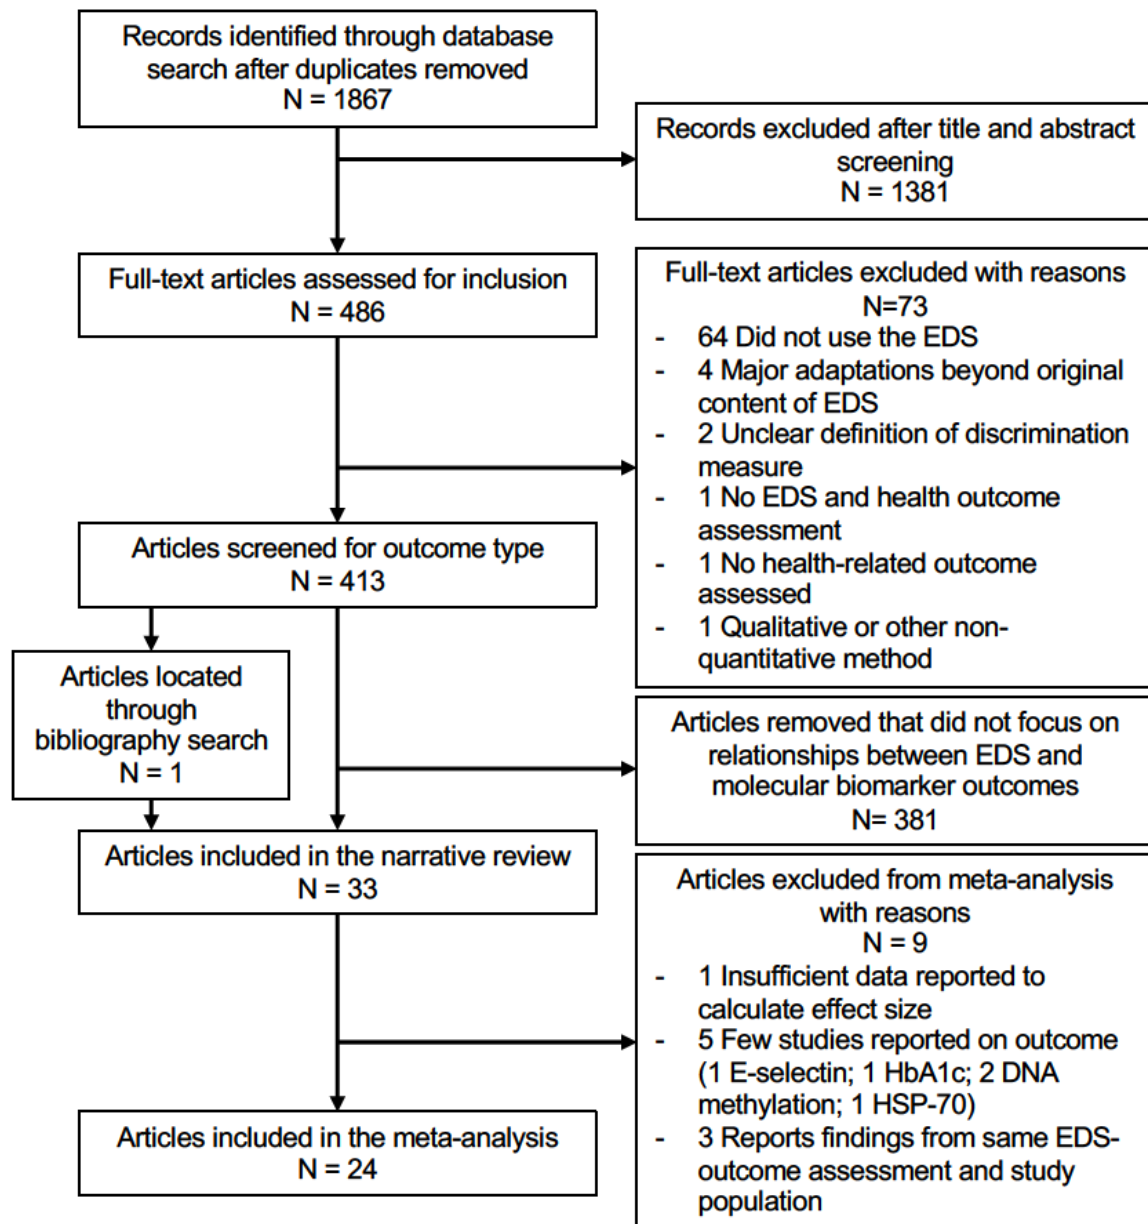 Records identified through database
search after duplicates removed
N = 1867
Records excluded after title and abstract
screening
N = 1381
Full-text articles assessed for inclusion
N = 486
Full-text articles excluded with reasons
N=73
- 64 Did not use the EDS
- 4 Major adaptations beyond original
content of EDS
- 2 Unclear definition of discrimination
measure
- 1 No EDS and health outcome
assessment
- 1 No health-related outcome
assessed
- 1 Qualitative or other non-
quantitative method
Articles screened for outcome type
N = 413
Articles located
through
bibliography search
N = 1
Articles removed that did not focus on
relationships between EDS and
molecular biomarker outcomes
N= 381
Articles included in the narrative review
N = 33
Articles excluded from meta-analysis
with reasons
N = 9
- 1 Insufficient data reported to
calculate effect size
- 5 Few studies reported on outcome
(1 E-selectin; 1 HbA1c; 2 DNA
methylation; 1 HSP-70)
- 3 Reports findings from same EDS-
outcome assessment and study
population
Articles included in the meta-analysis
N = 24